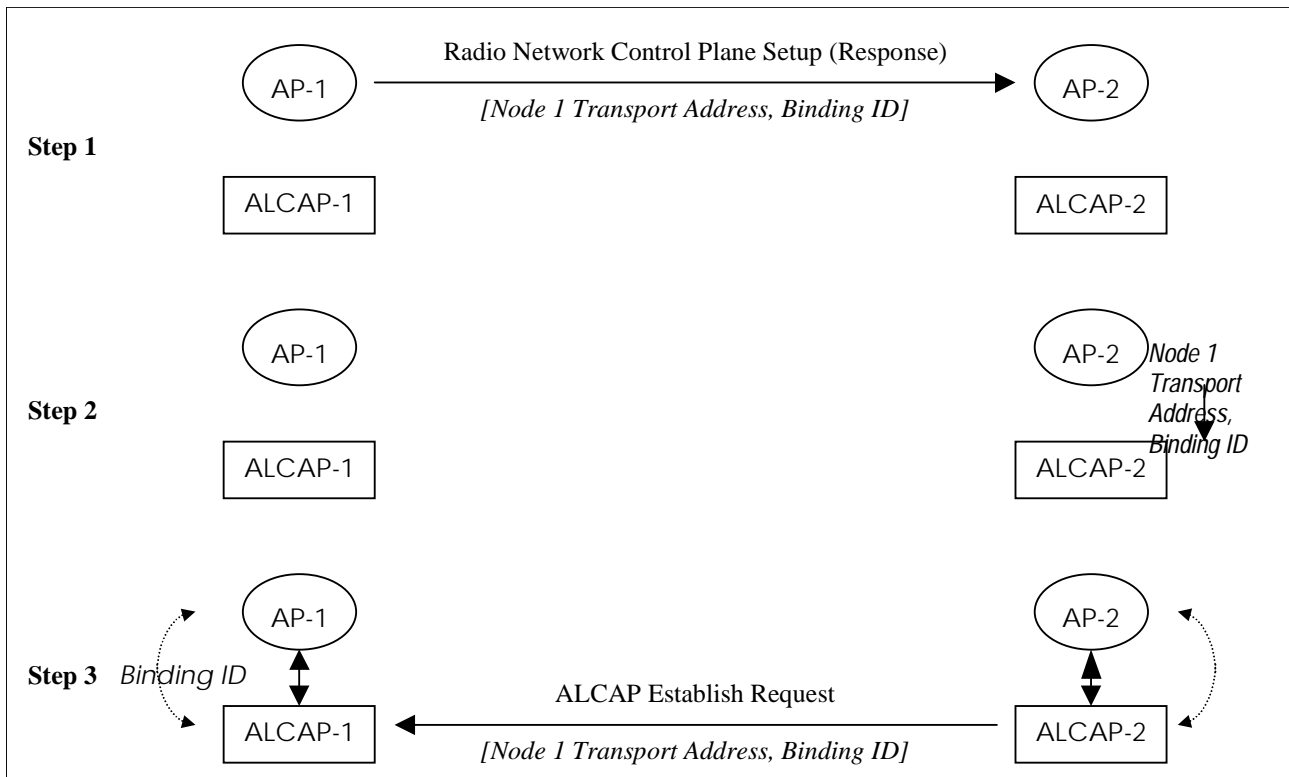 Radio Network Control Plane Setup (Response)
AP-1
AP-2
[Node 1 Transport Address, Binding ID]
Step 1
ALCAP-1
ALCAP-2
AP-1
AP-2
Node 1
Transport
Address,
Binding ID
Step 2
ALCAP-1
ALCAP-2
AP-1
AP-2
Step 3
Binding ID
ALCAP Establish Request
ALCAP-1
ALCAP-2
[Node 1 Transport Address, Binding ID]